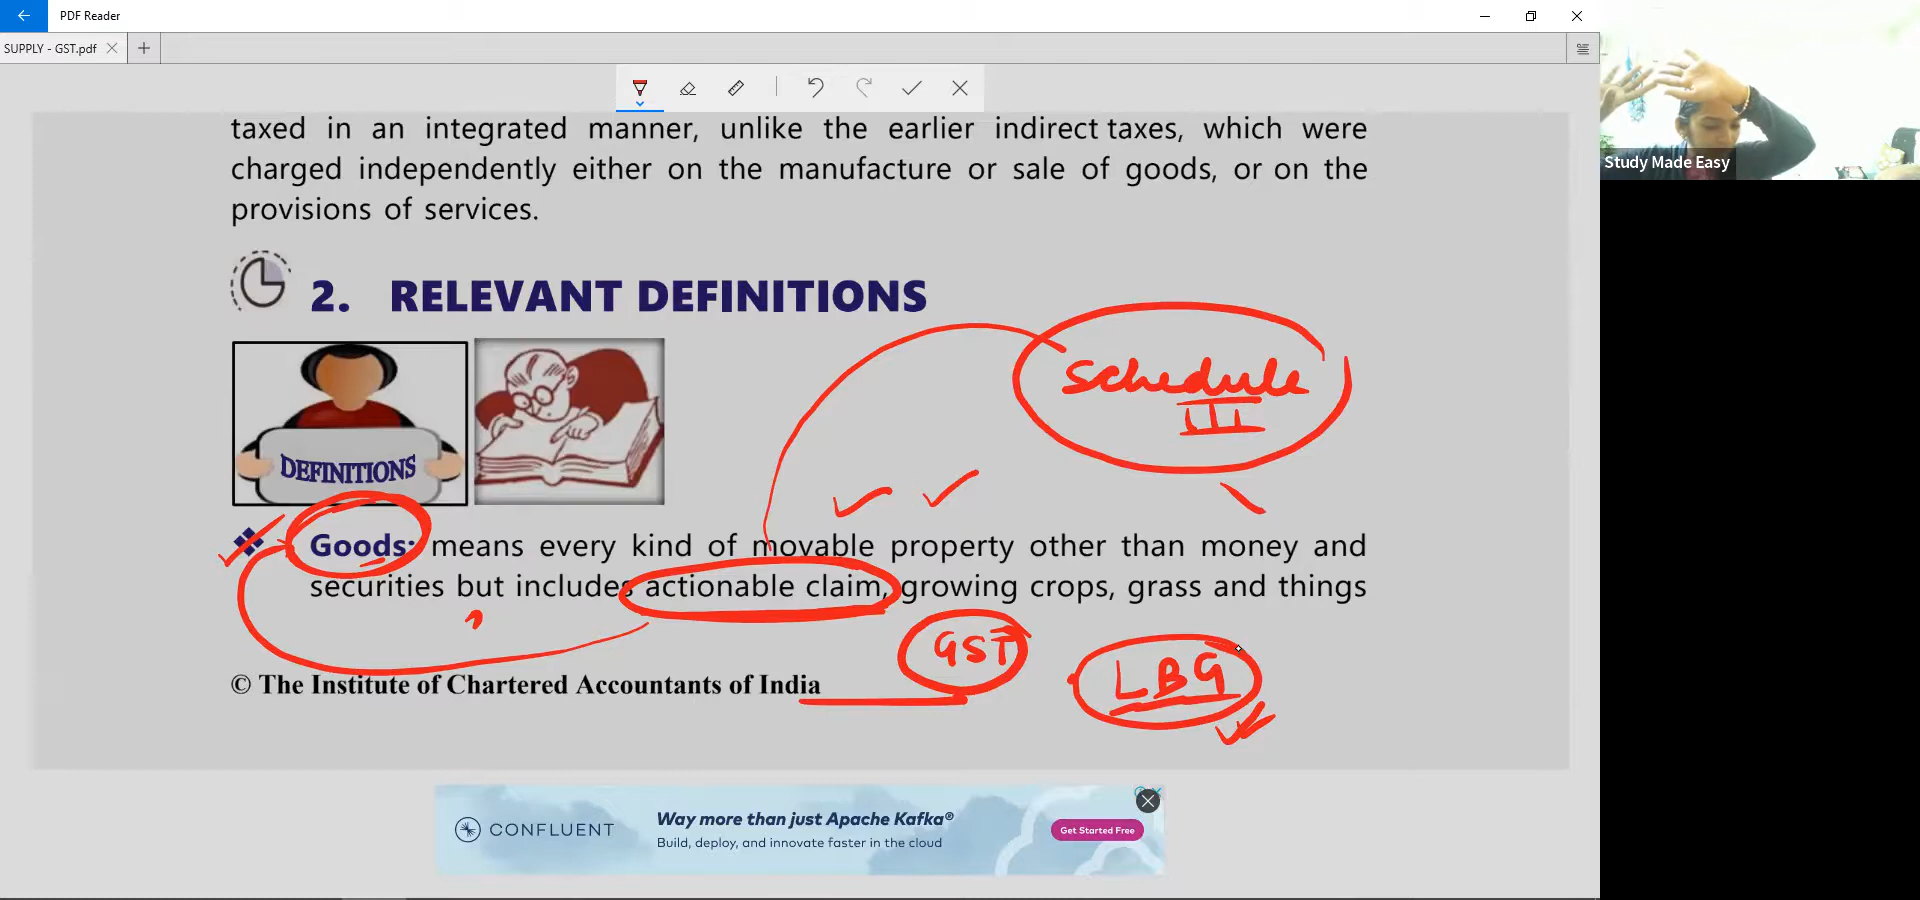 PDF Reader
SUPPLY - GST.pdf
Study Made Easy
taxed in an integrated manner, unlike the earlier indirect taxes, which were
charged independently either on the manufacture or sale of goods, or on the
provisions of services.
2. RELEVANT DEFINITIONS
Schedule
III
DEFINITIONS
Goods: means every kind of movable property other than money and
securities but includes actionable claim, growing crops, grass and things
GST
LBG
© The Institute of Chartered Accountants of India
CONFLUENT
Way more than just Apache Kafka®
Build, deploy, and innovate faster in the cloud
Get Started Free